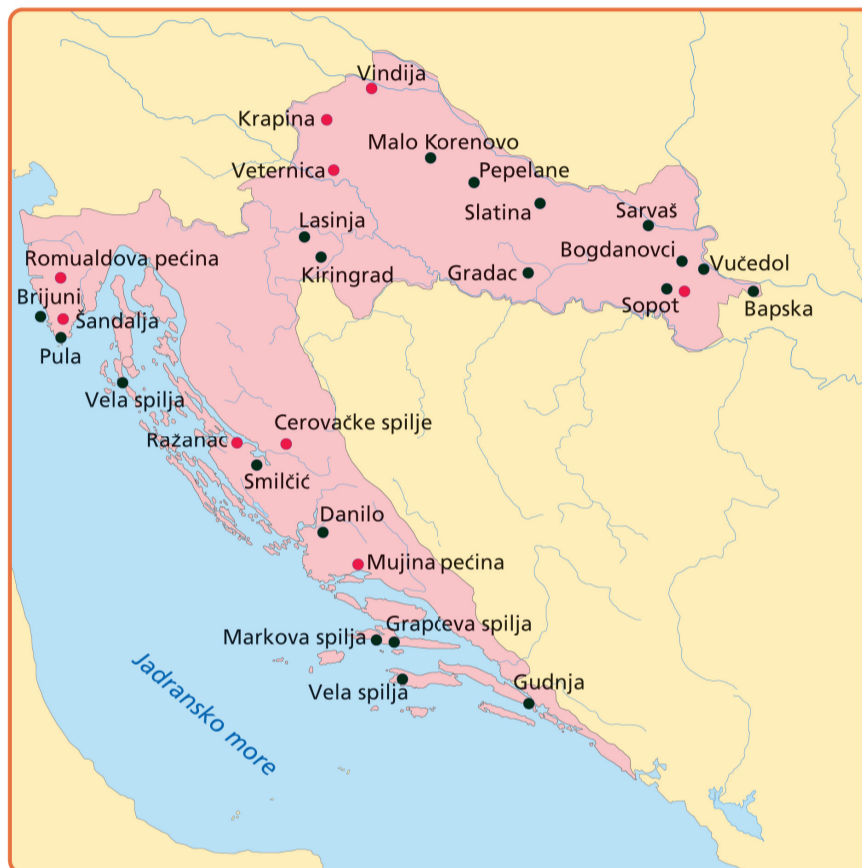 Vindija
Krapina
Malo Korenovo
Veternica
Pepelane
Slatina
Sarvaš
Lasinja
Bogdanovci
Vučedol
Romualdova pećina
Kiringrad
Gradac
Brijuni
Sopot
Bapska
Šandalja
Pula
Vela spilja
Cerovačke spilje
Ražanac
Smilčić
Danilo
Mujina pećina
Grapćeva spilja
Markova spilja
Vela spilja
Gudnja
Jadransko more